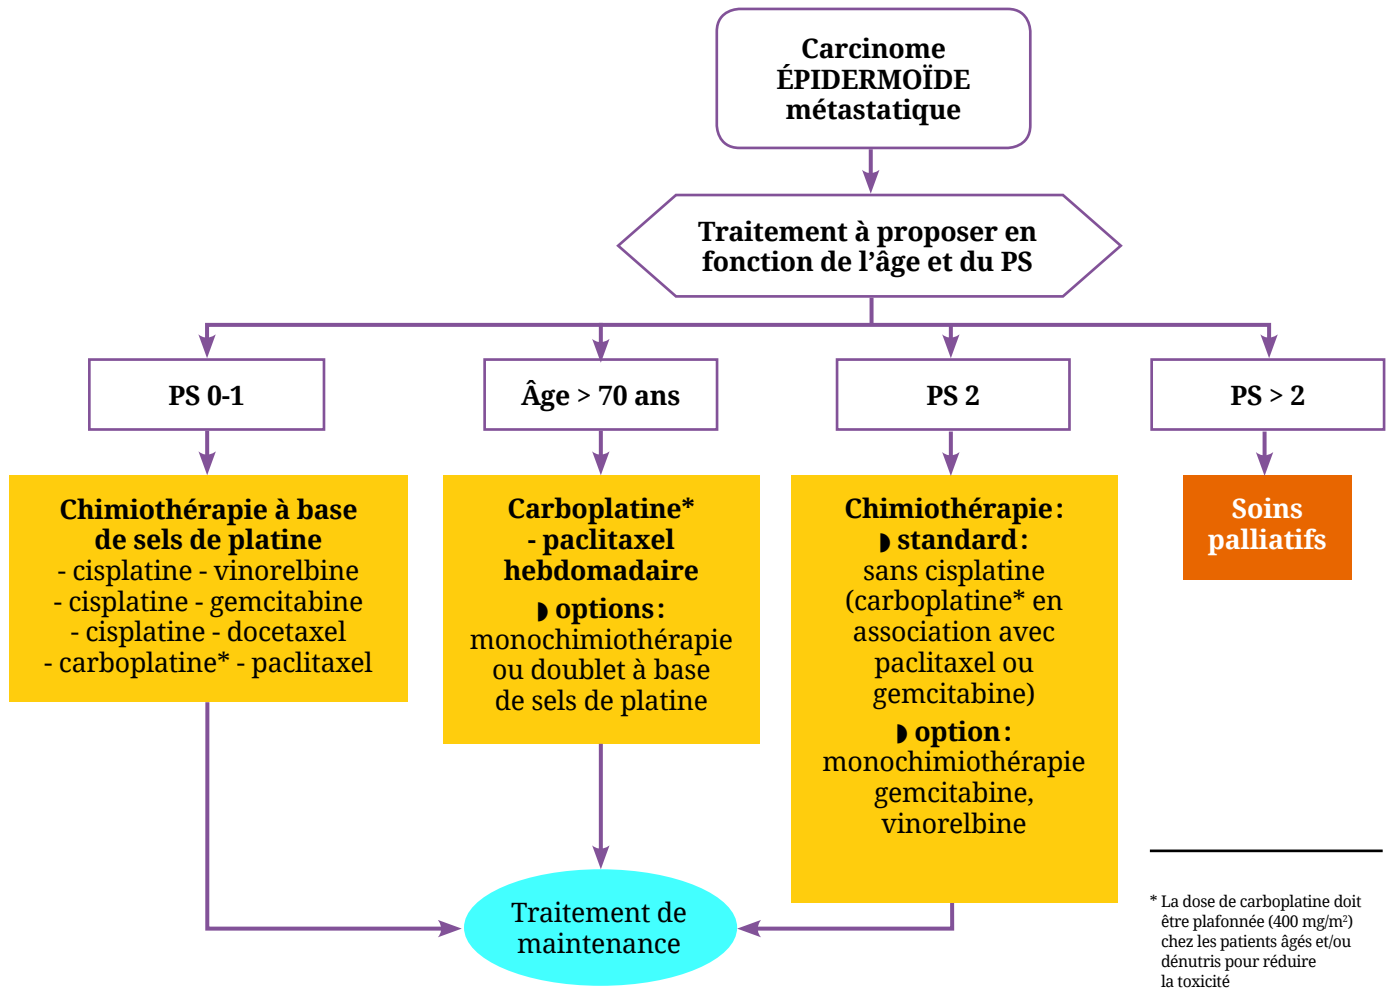 Carcinome
ÉPIDERMOÏDE
métastatique
Traitement à proposer en
fonction de l’âge et du PS
PS 0-1
Âge > 70 ans
PS 2
PS > 2
Chimiothérapie à base
de sels de platine
- cisplatine - vinorelbine
- cisplatine - gemcitabine
- cisplatine - docetaxel
- carboplatine* - paclitaxel
Carboplatine*
- paclitaxel
hebdomadaire
◗ options :
monochimiothérapie
ou doublet à base
de sels de platine
Chimiothérapie :
◗ standard :
sans cisplatine
(carboplatine* en
association avec
paclitaxel ou
gemcitabine)
◗ option :
monochimiothérapie
gemcitabine,
vinorelbine
Soins
palliatifs
Traitement de
maintenance
* La dose de carboplatine doit
être plafonnée (400 mg/m²)
chez les patients âgés et/ou
dénutris pour réduire
la toxicité